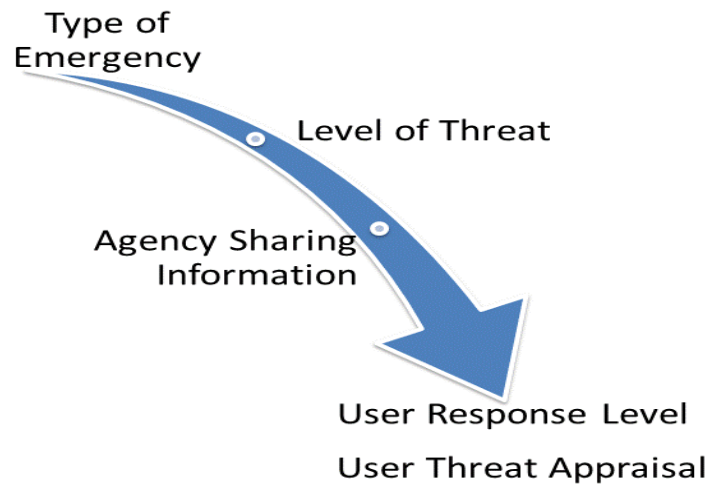 Type of
Emergency
Level of Threat
Agency Sharing
Information
User Response Level
User Threat Appraisal